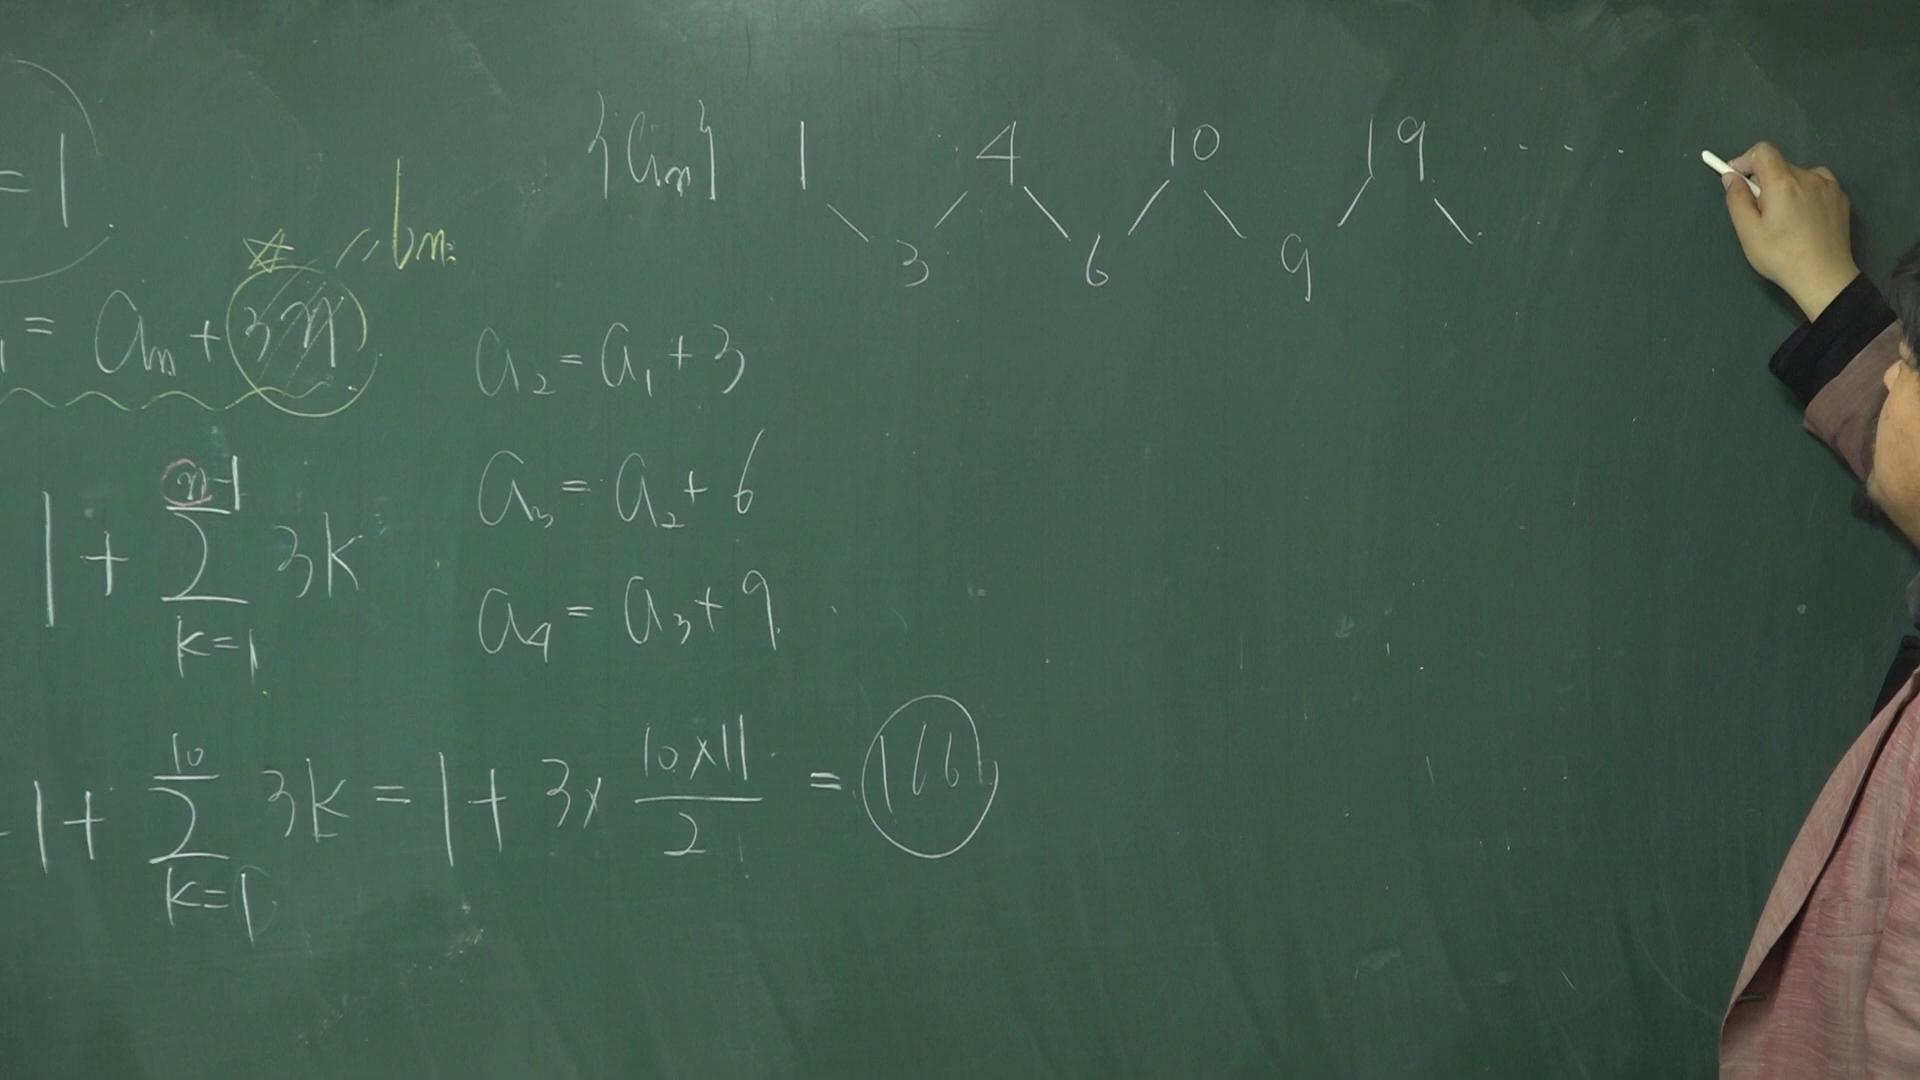 = 1
{an} 1 4 10 19 ....
3 6 9
☆ 〃 bn
1 = an + 3n
a2 = a1 + 3
a3 = a2 + 6
a4 = a3 + 9
1 + Σ 3k
n-1
k=1
1 + Σ 3k = 1 + 3 × 10×11 / 2 = 166
10
k=1